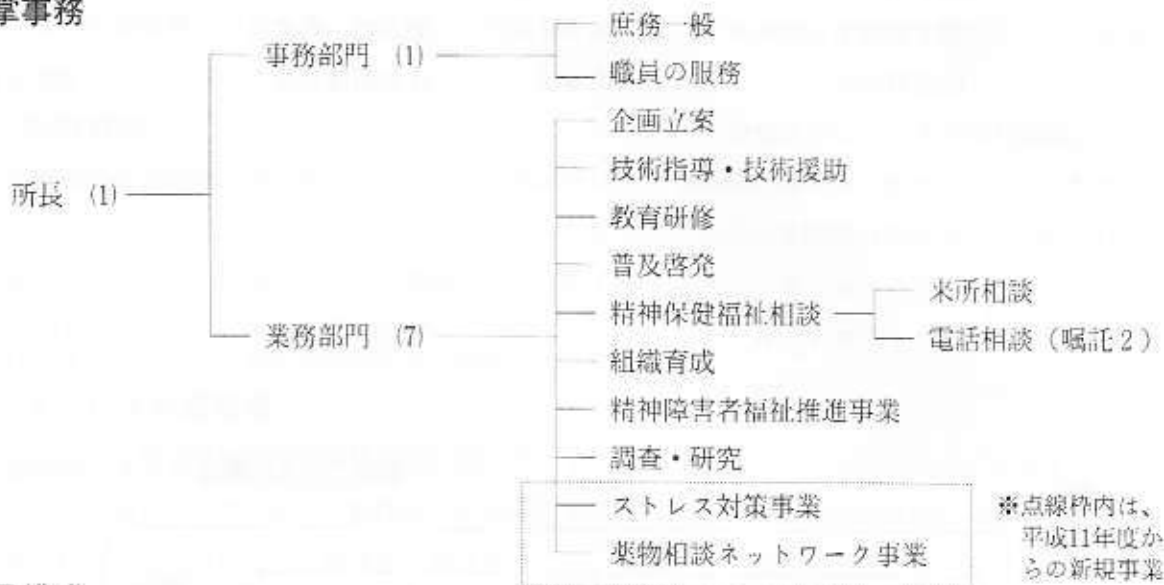 掌事務
所長 (1)
事務部門 (1)
庶務一般
職員の服務
業務部門 (7)
企画立案
技術指導・技術援助
教育研修
普及啓発
精神保健福祉相談
来所相談
電話相談（嘱託２）
組織育成
精神障害者福祉推進事業
調査・研究
ストレス対策事業
薬物相談ネットワーク事業
※点線枠内は、
平成11年度か
らの新規事業